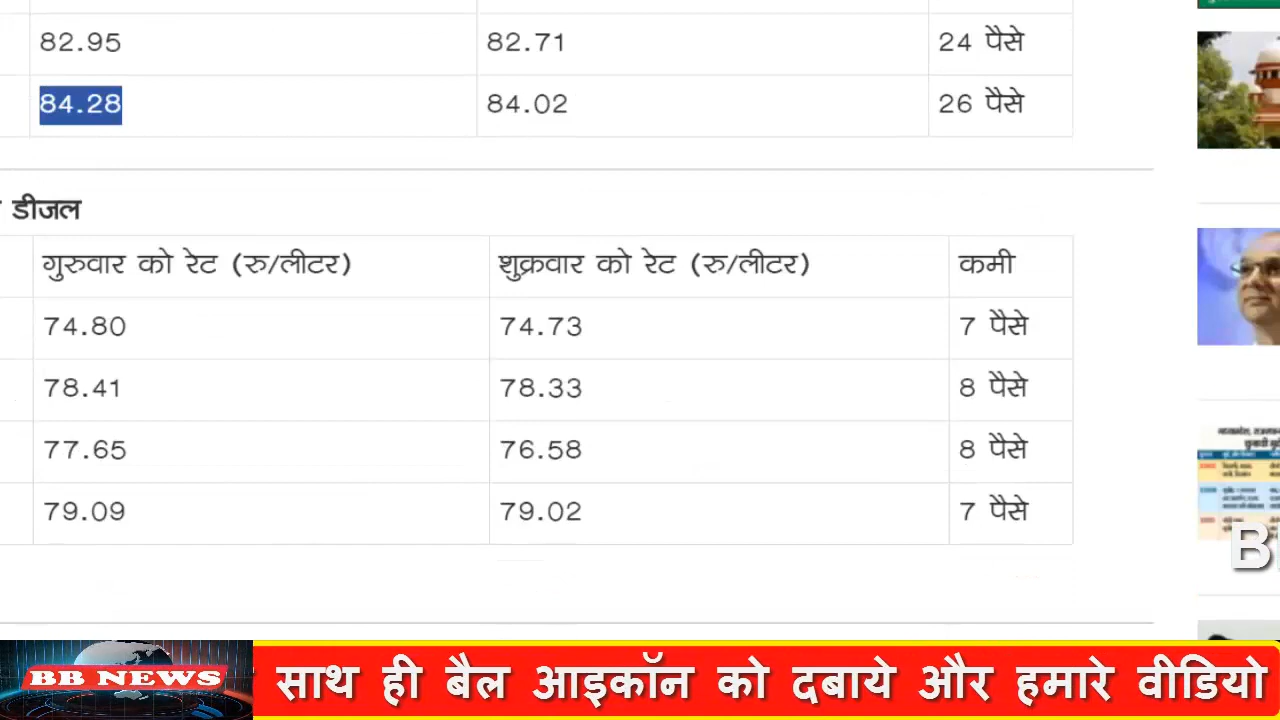 82.95 82.71 24 पैसे
84.28 84.02 26 पैसे
डीजल
गुरुवार को रेट (रु/लीटर) शुक्रवार को रेट (रु/लीटर) कमी
74.80 74.73 7 पैसे
78.41 78.33 8 पैसे
77.65 76.58 8 पैसे
79.09 79.02 7 पैसे
B
BB NEWS साथ ही बैल आइकॉन को दबाये और हमारे वीडियो